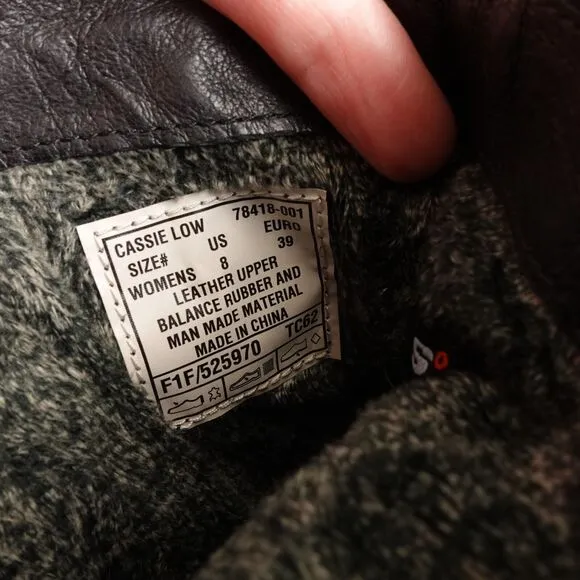 78418-001
CASSIE LOW
EURO
US
SIZE#
39
WOMENS 8
LEATHER UPPER
BALANCE RUBBER AND
MAN MADE MATERIAL
MADE IN CHINA
TC62
F1F/525970